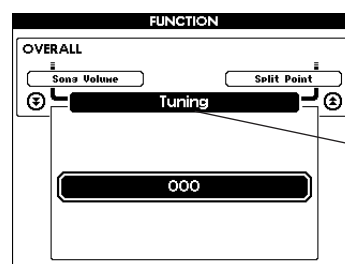 FUNCTION
OVERALL
Song Volume
Split Point
Tuning
000